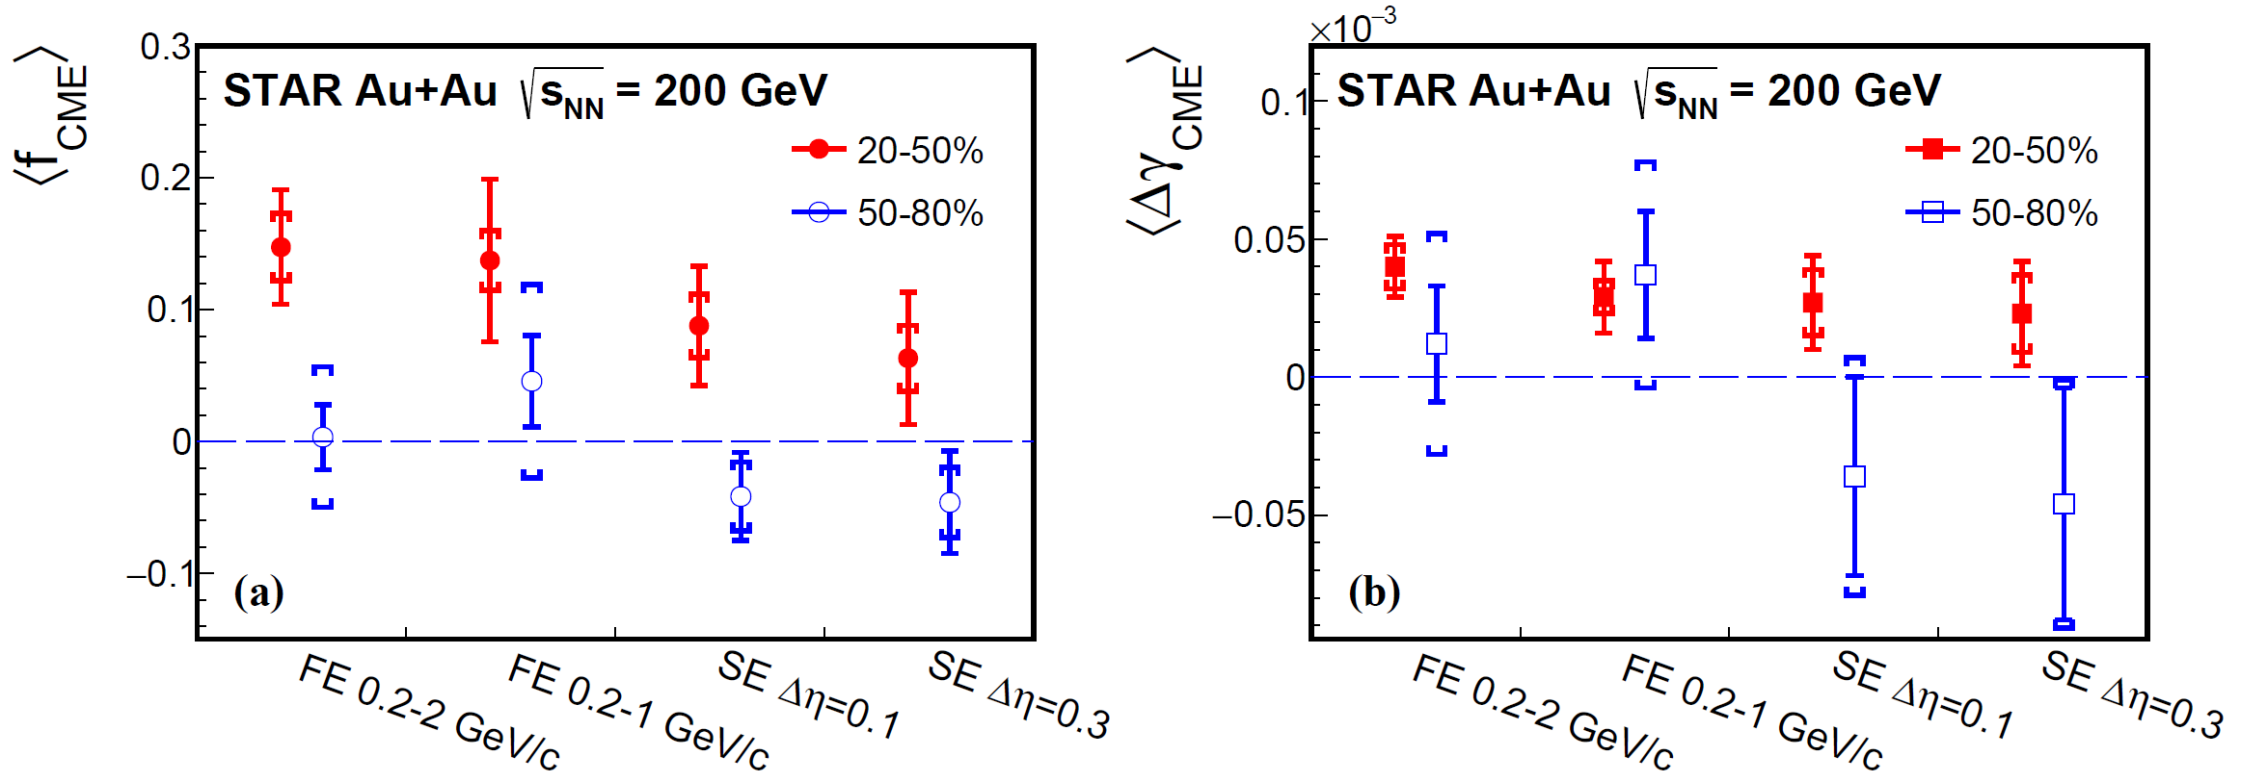 ⟨f_CME⟩
0.3
0.2
0.1
0
−0.1
STAR Au+Au √s_NN = 200 GeV
20-50%
50-80%
(a)
FE 0.2-2 GeV/c
FE 0.2-1 GeV/c
SE Δη=0.1
SE Δη=0.3
⟨Δγ_CME⟩
×10⁻³
0.1
0.05
0
−0.05
STAR Au+Au √s_NN = 200 GeV
20-50%
50-80%
(b)
FE 0.2-2 GeV/c
FE 0.2-1 GeV/c
SE Δη=0.1
SE Δη=0.3